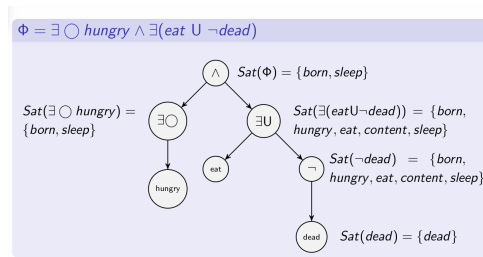 Φ = ∃ ◯ hungry ∧ ∃(eat U ¬dead)
∧ Sat(Φ) = {born, sleep}
Sat(∃ ◯ hungry) =
{born, sleep}
∃◯
∃U
Sat(∃(eatU¬dead)) = {born,
hungry, eat, content, sleep}
eat
¬
Sat(¬dead) = {born,
hungry, eat, content, sleep}
hungry
dead
Sat(dead) = {dead}